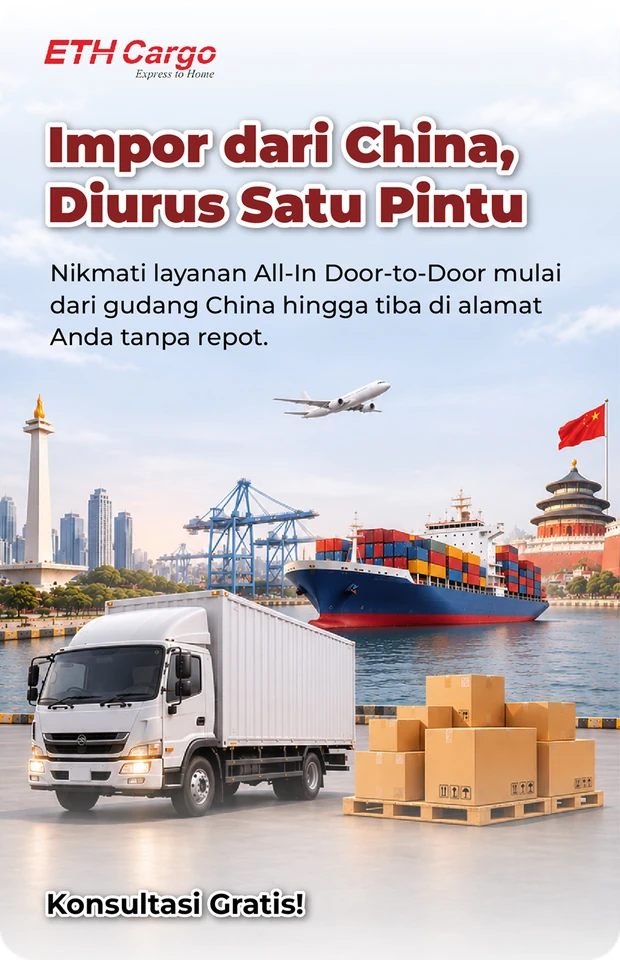 ETH Cargo
Express to Home
Impor dari China,
Diurus Satu Pintu
Nikmati layanan All-In Door-to-Door mulai
dari gudang China hingga tiba di alamat
Anda tanpa repot.
Konsultasi Gratis!